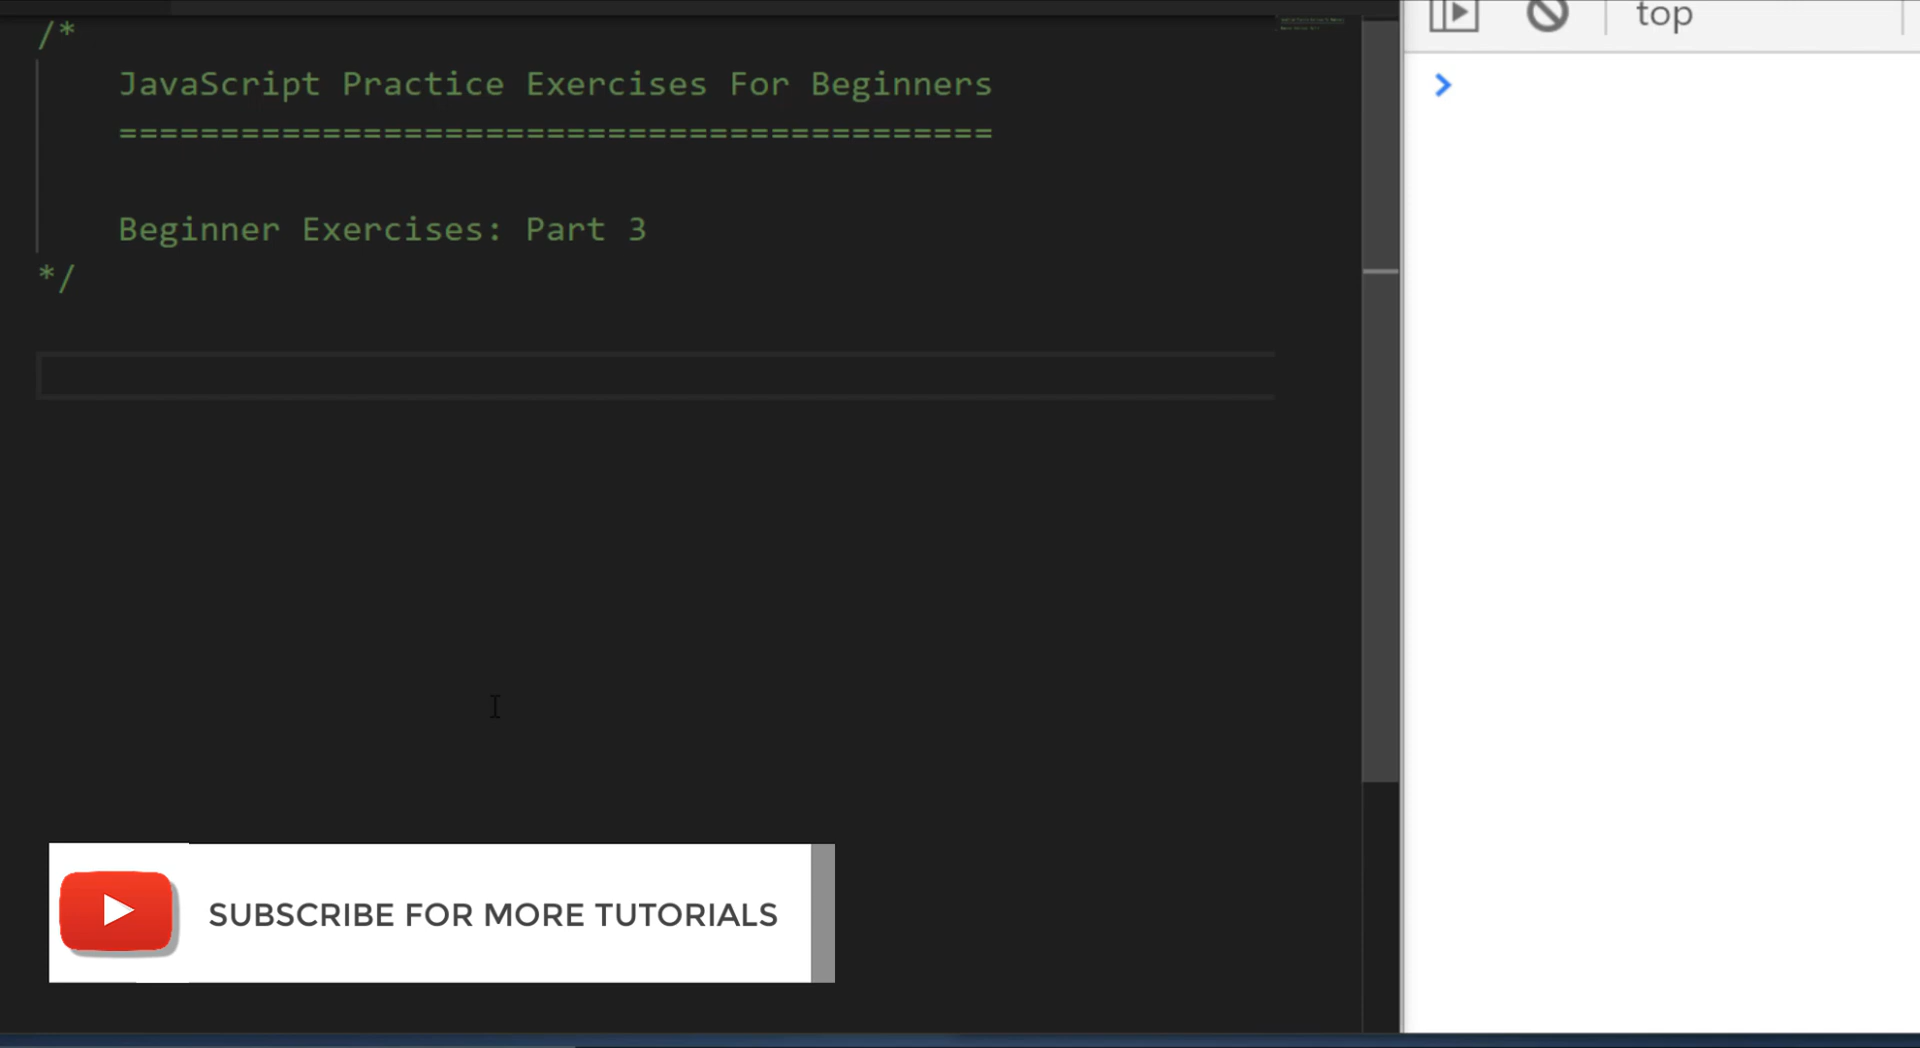 /*
JavaScript Practice Exercises For Beginners
===========================================
Beginner Exercises: Part 3
*/
top
>
SUBSCRIBE FOR MORE TUTORIALS